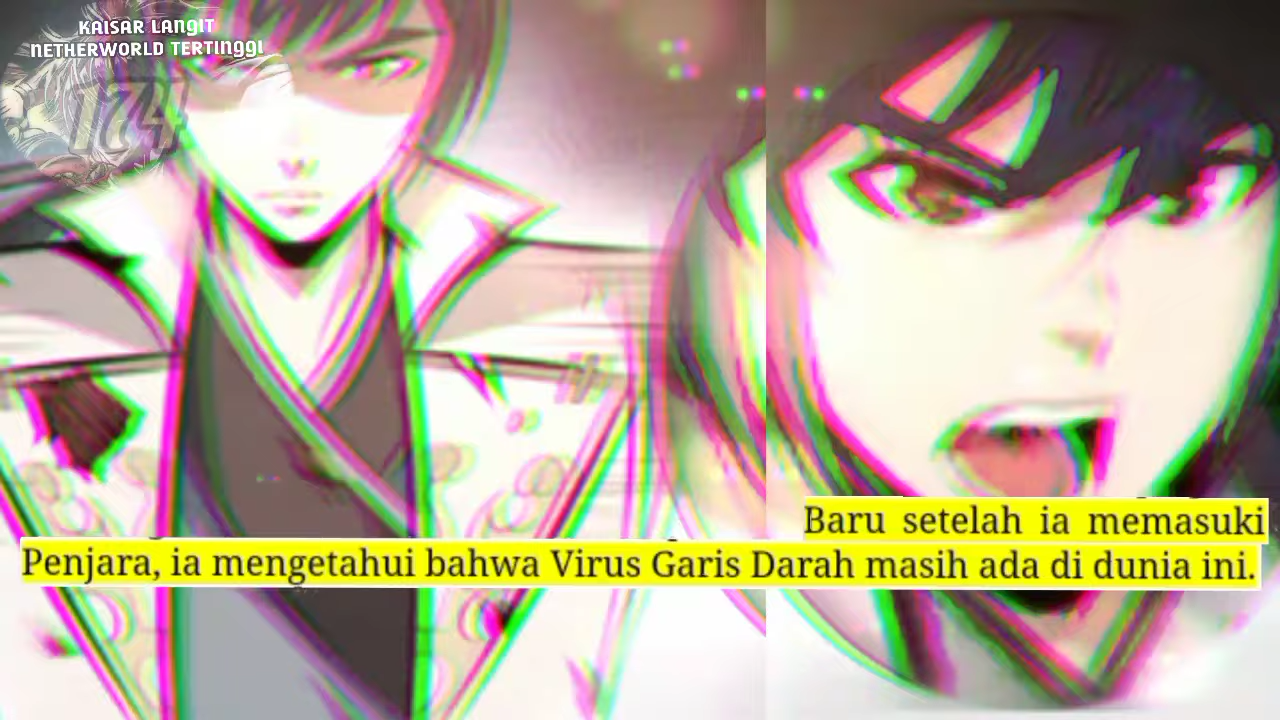 KAISAR LANGIT
NETHERWORLD TERTINGGI
174
Baru setelah ia memasuki
Penjara, ia mengetahui bahwa Virus Garis Darah masih ada di dunia ini.